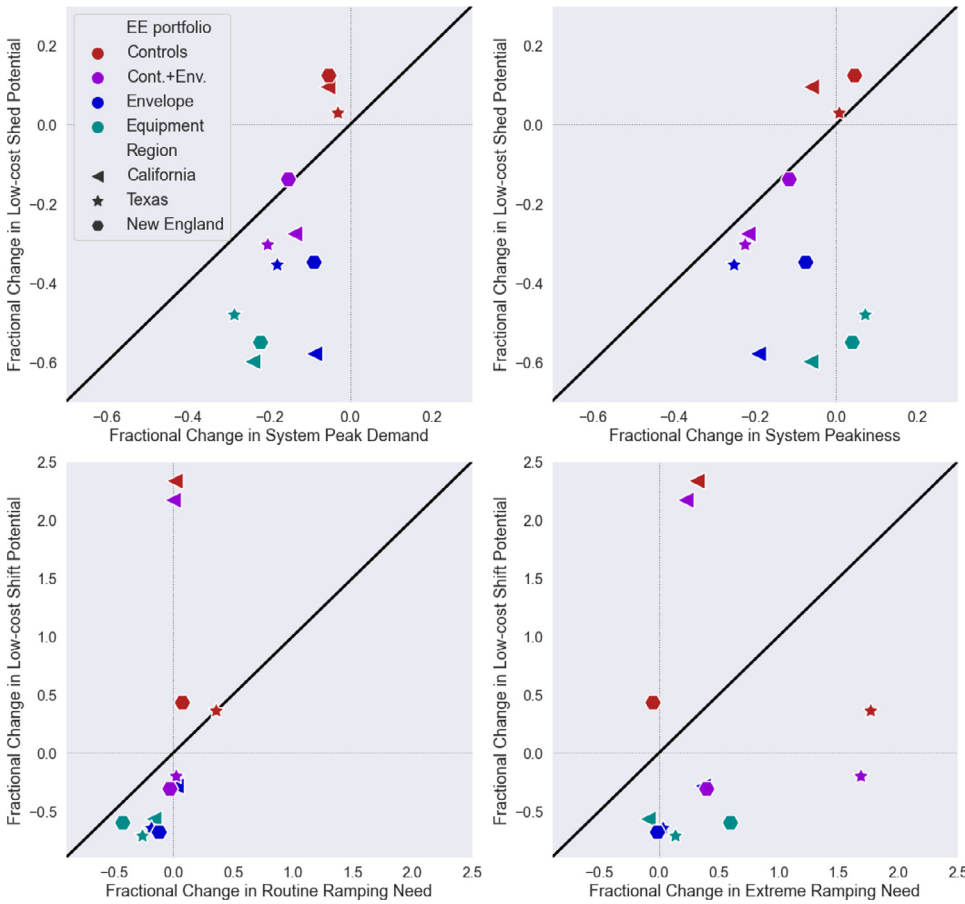 0.2
0.0
−0.2
−0.4
−0.6
Fractional Change in Low-cost Shed Potential
EE portfolio
Controls
Cont.+Env.
Envelope
Equipment
Region
California
Texas
New England
−0.6
−0.4
−0.2
0.0
0.2
Fractional Change in System Peak Demand
0.2
0.0
−0.2
−0.4
−0.6
Fractional Change in Low-cost Shed Potential
−0.6
−0.4
−0.2
0.0
0.2
Fractional Change in System Peakiness
2.5
2.0
1.5
1.0
0.5
0.0
−0.5
Fractional Change in Low-cost Shift Potential
−0.5
0.0
0.5
1.0
1.5
2.0
2.5
Fractional Change in Routine Ramping Need
2.5
2.0
1.5
1.0
0.5
0.0
−0.5
Fractional Change in Low-cost Shift Potential
−0.5
0.0
0.5
1.0
1.5
2.0
2.5
Fractional Change in Extreme Ramping Need